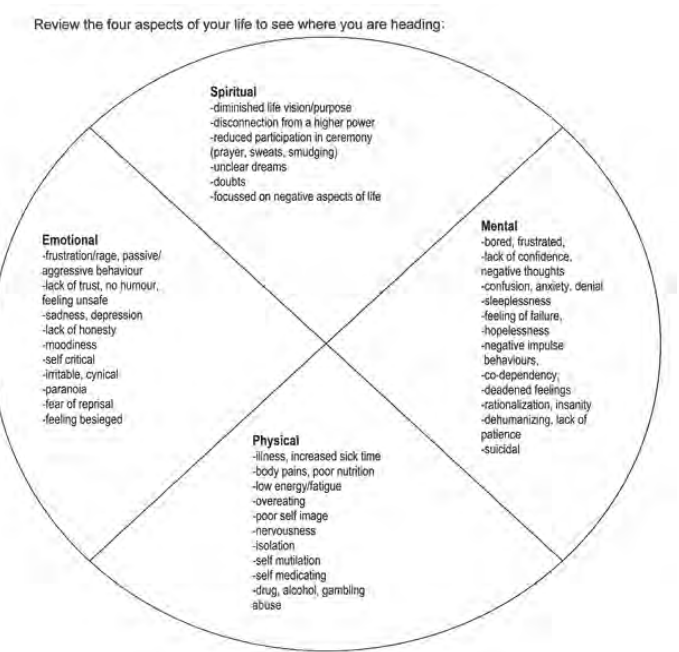 Review the four aspects of your life to see where you are heading:
Spiritual
-diminished life vision/purpose
-disconnection from a higher power
-reduced participation in ceremony
(prayer, sweats, smudging)
-unclear dreams
-doubts
-focussed on negative aspects of life
Emotional
-frustration/rage, passive/
aggressive behaviour
-lack of trust, no humour,
feeling unsafe
-sadness, depression
-lack of honesty
-moodiness
-self critical
-irritable, cynical
-paranoia
-fear of reprisal
-feeling besieged
Mental
-bored, frustrated,
-lack of confidence,
negative thoughts
-confusion, anxiety, denial
-sleeplessness
-feeling of failure,
-hopelessness
-negative impulse
behaviours,
-co-dependency;
-deadened feelings
-rationalization, insanity
-dehumanizing, lack of
patience
-suicidal
Physical
-illness, increased sick time
-body pains, poor nutrition
-low energy/fatigue
-overeating
-poor self image
-nervousness
-isolation
-self mutilation
-self medicating
-drug, alcohol, gambling
abuse